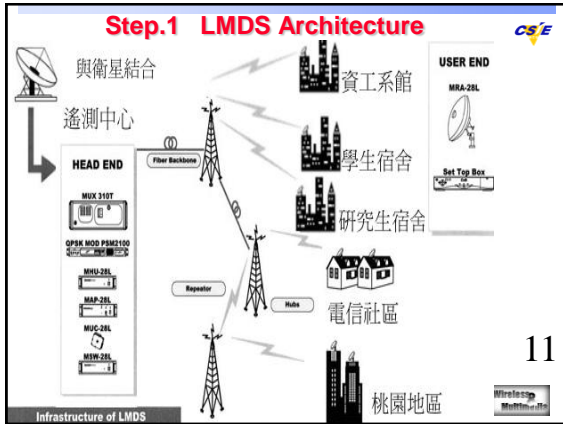 Step.1 LMDS Architecture
CS/E
與衛星結合
遙測中心
HEAD END
MUX 310T
QPSK MOD PSM2100
MHU-28L
MAP-28L
MUC-28L
MSW-28L
Fiber Backbone
Repeator
Hubs
資工系館
學生宿舍
研究生宿舍
電信社區
桃園地區
USER END
MRA-28L
Set Top Box
11
Wireless
Multimedia
Infrastructure of LMDS